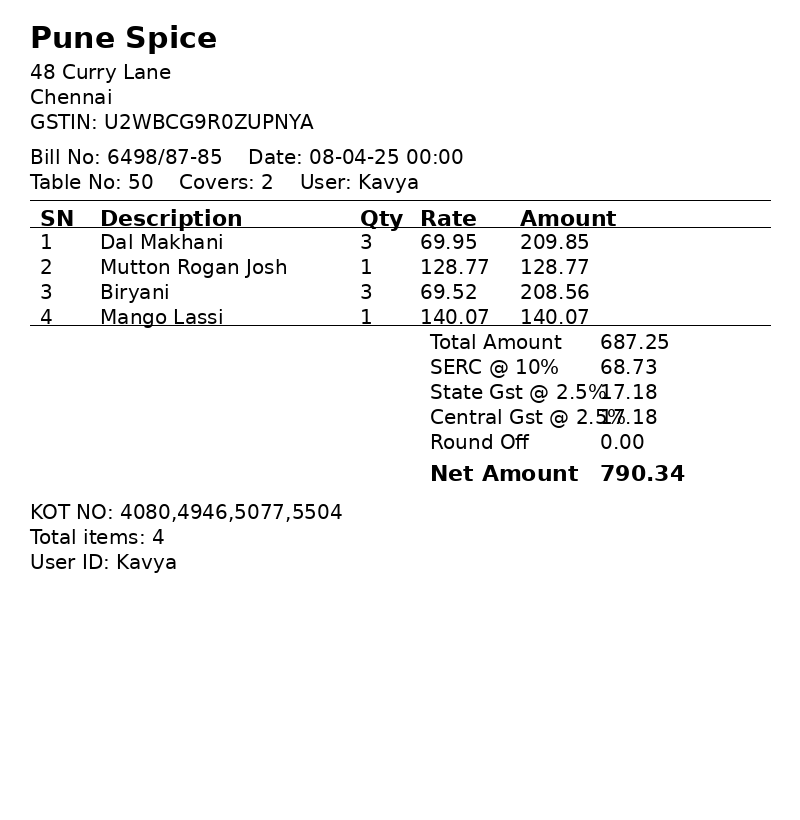 Pune Spice
48 Curry Lane
Chennai
GSTIN: U2WBCG9R0ZUPNYA
Bill No: 6498/87-85 Date: 08-04-25 00:00
Table No: 50 Covers: 2 User: Kavya
SN Description Qty Rate Amount
1 Dal Makhani 3 69.95 209.85
2 Mutton Rogan Josh 1 128.77 128.77
3 Biryani 3 69.52 208.56
4 Mango Lassi 1 140.07 140.07
Total Amount 687.25
SERC @ 10% 68.73
State Gst @ 2.5% 17.18
Central Gst @ 2.5% 17.18
Round Off 0.00
Net Amount 790.34
KOT NO: 4080,4946,5077,5504
Total items: 4
User ID: Kavya